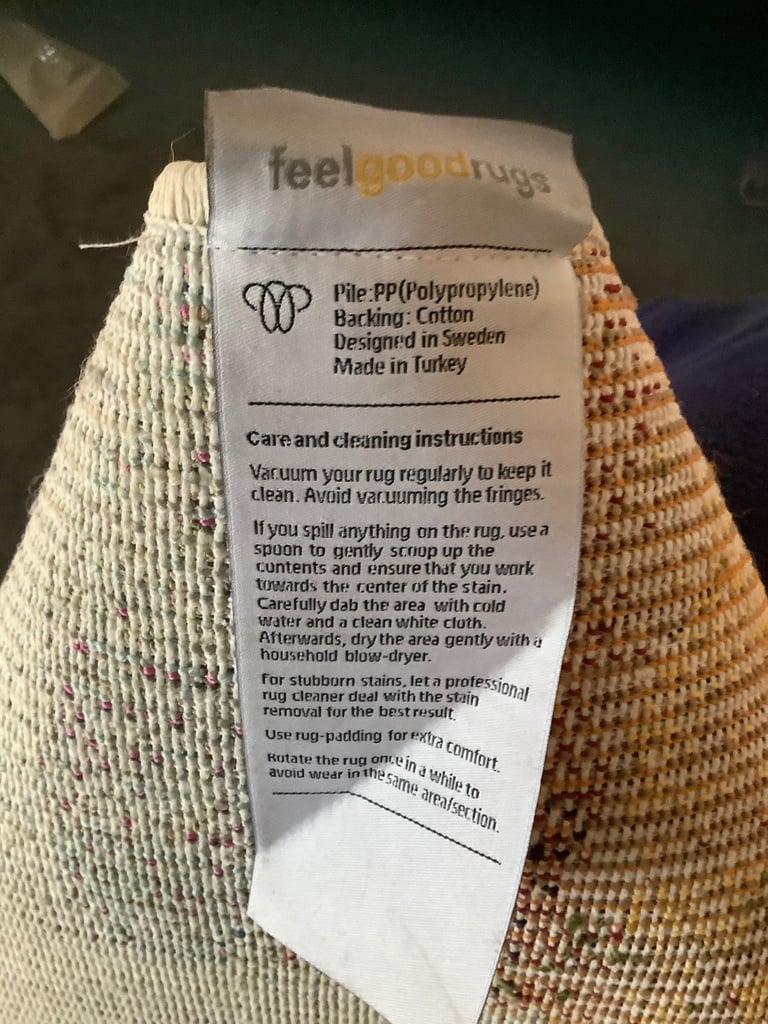 feelgoodrugs
Pile:PP(Polypropylene)
Backing: Cotton
Designed in Sweden
Made in Turkey
Care and cleaning instructions
Vacuum your rug regularly to keep it
clean. Avoid vacuuming the fringes.
If you spill anything on the rug, use a
spoon to gently scoop up the
contents and ensure that you work
towards the center of the stain.
Carefully dab the area with cold
water and a clean white cloth.
Afterwards, dry the area gently with a
household blow-dryer.
For stubborn stains, let a professional
rug cleaner deal with the stain
removal for the best result.
Use rug-padding for extra comfort.
Rotate the rug once in a while to
avoid wear in the same area/section.